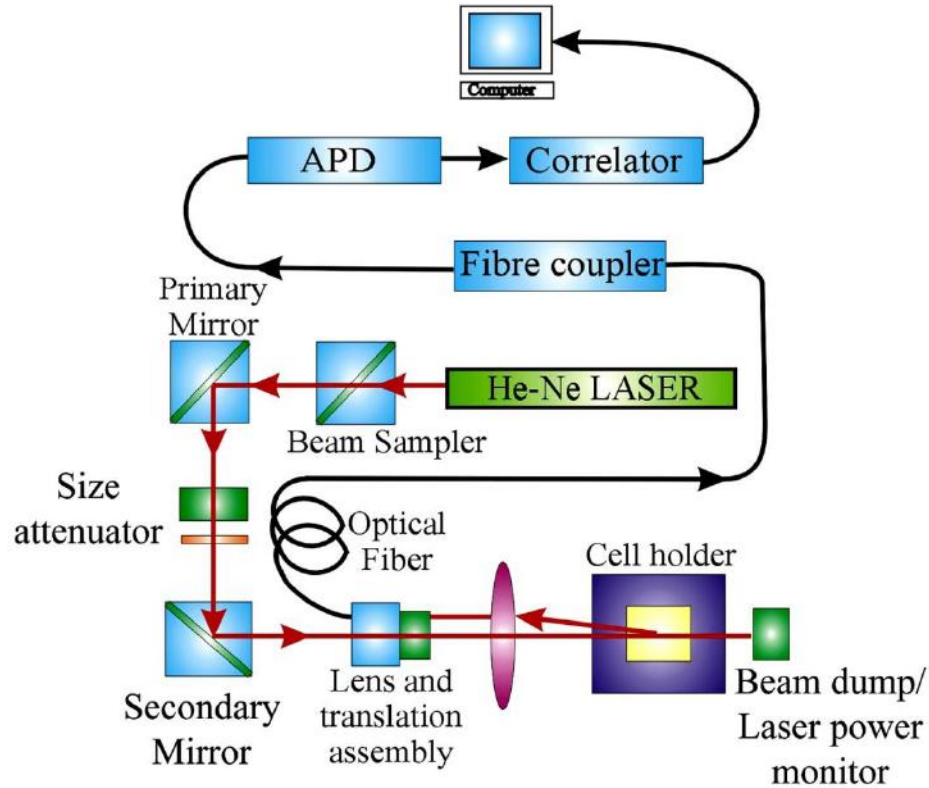 Computer
APD
Correlator
Fibre coupler
Primary
Mirror
He-Ne LASER
Beam Sampler
Size
attenuator
Optical
Fiber
Cell holder
Lens and
translation
assembly
Secondary
Mirror
Beam dump/
Laser power
monitor